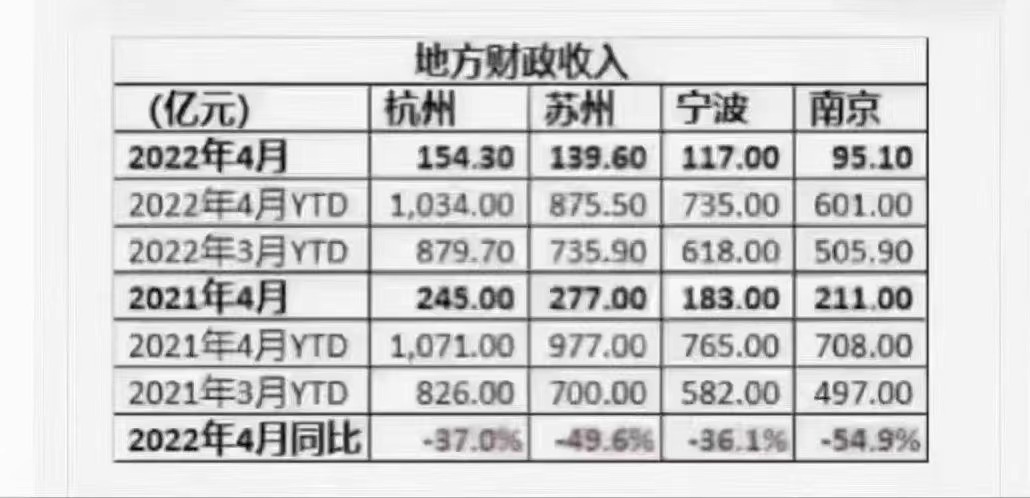 地方财政收入
(亿元) 杭州 苏州 宁波 南京
2022年4月 154.30 139.60 117.00 95.10
2022年4月YTD 1,034.00 875.50 735.00 601.00
2022年3月YTD 879.70 735.90 618.00 505.90
2021年4月 245.00 277.00 183.00 211.00
2021年4月YTD 1,071.00 977.00 765.00 708.00
2021年3月YTD 826.00 700.00 582.00 497.00
2022年4月同比 -37.0% -49.6% -36.1% -54.9%